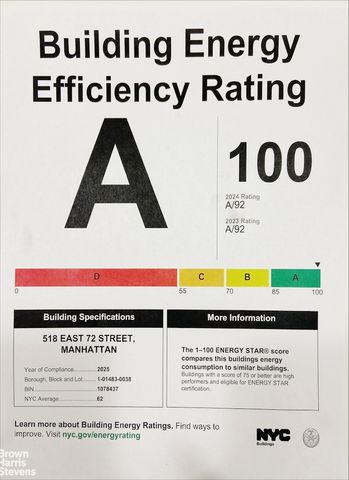 Building Energy
Efficiency Rating
A
100
2024 Rating
A/92
2023 Rating
A/92
D C B A
0 55 70 85 100
Building Specifications
518 EAST 72 STREET,
MANHATTAN
Year of Compliance 2025
Borough, Block and Lot 1-01483-0038
BIN 1078437
NYC Average 62
More Information
The 1–100 ENERGY STAR® score
compares this buildings energy
consumption to similar buildings.
Buildings with a score of 75 or better are high
performers and eligible for ENERGY STAR
certification.
Learn more about Building Energy Ratings. Find ways to
improve. Visit nyc.gov/energyrating
NYC
Buildings
Brown
Harris
Stevens